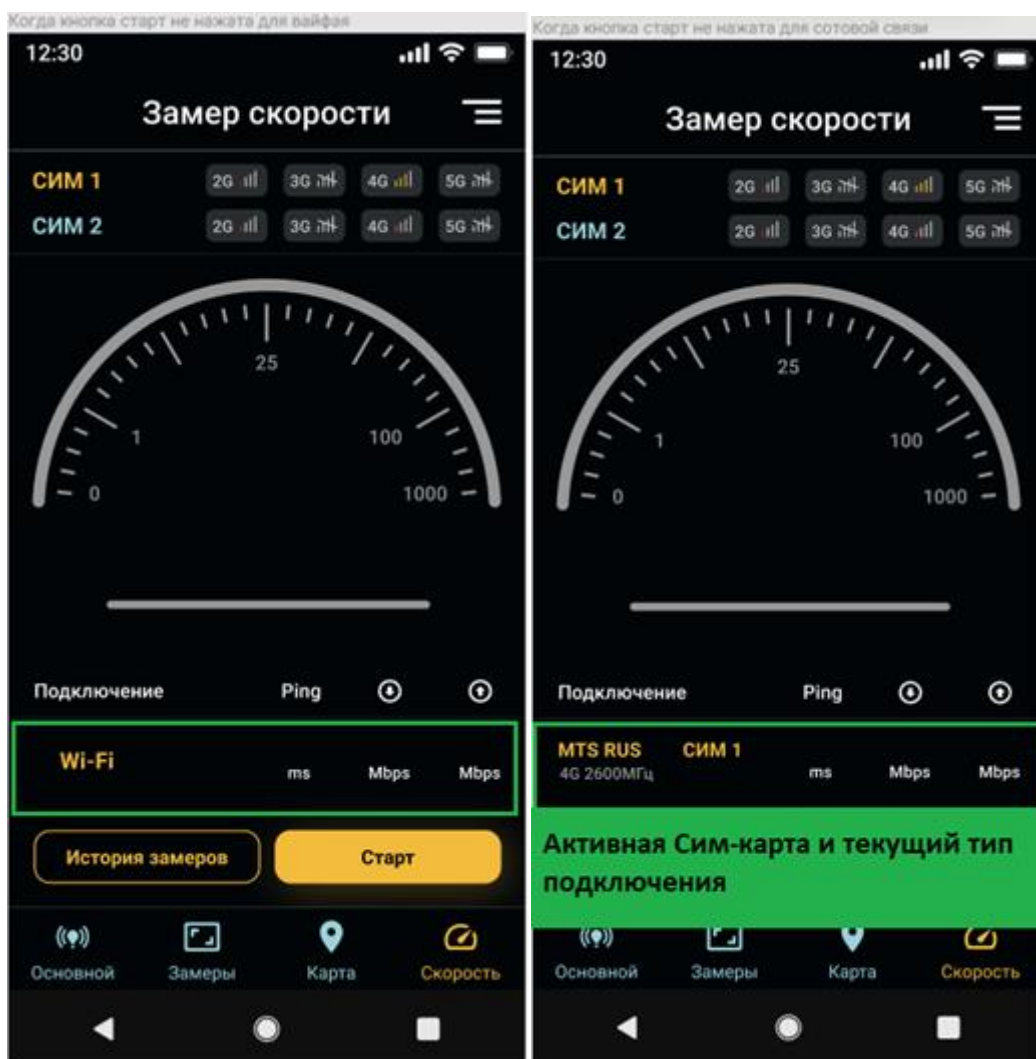 Когда кнопка старт не нажата для вайфая
12:30
Замер скорости
СИМ 1 2G 3G 4G 5G
СИМ 2 2G 3G 4G 5G
25
1
100
0
1000
Подключение Ping
Wi-Fi
ms Mbps Mbps
История замеров Старт
Основной Замеры Карта Скорость
Когда кнопка старт не нажата для сотовой связи
12:30
Замер скорости
СИМ 1 2G 3G 4G 5G
СИМ 2 2G 3G 4G 5G
25
1
100
0
1000
Подключение Ping
MTS RUS СИМ 1
4G 2600МГц ms Mbps Mbps
Активная Сим-карта и текущий тип
подключения
Основной Замеры Карта Скорость